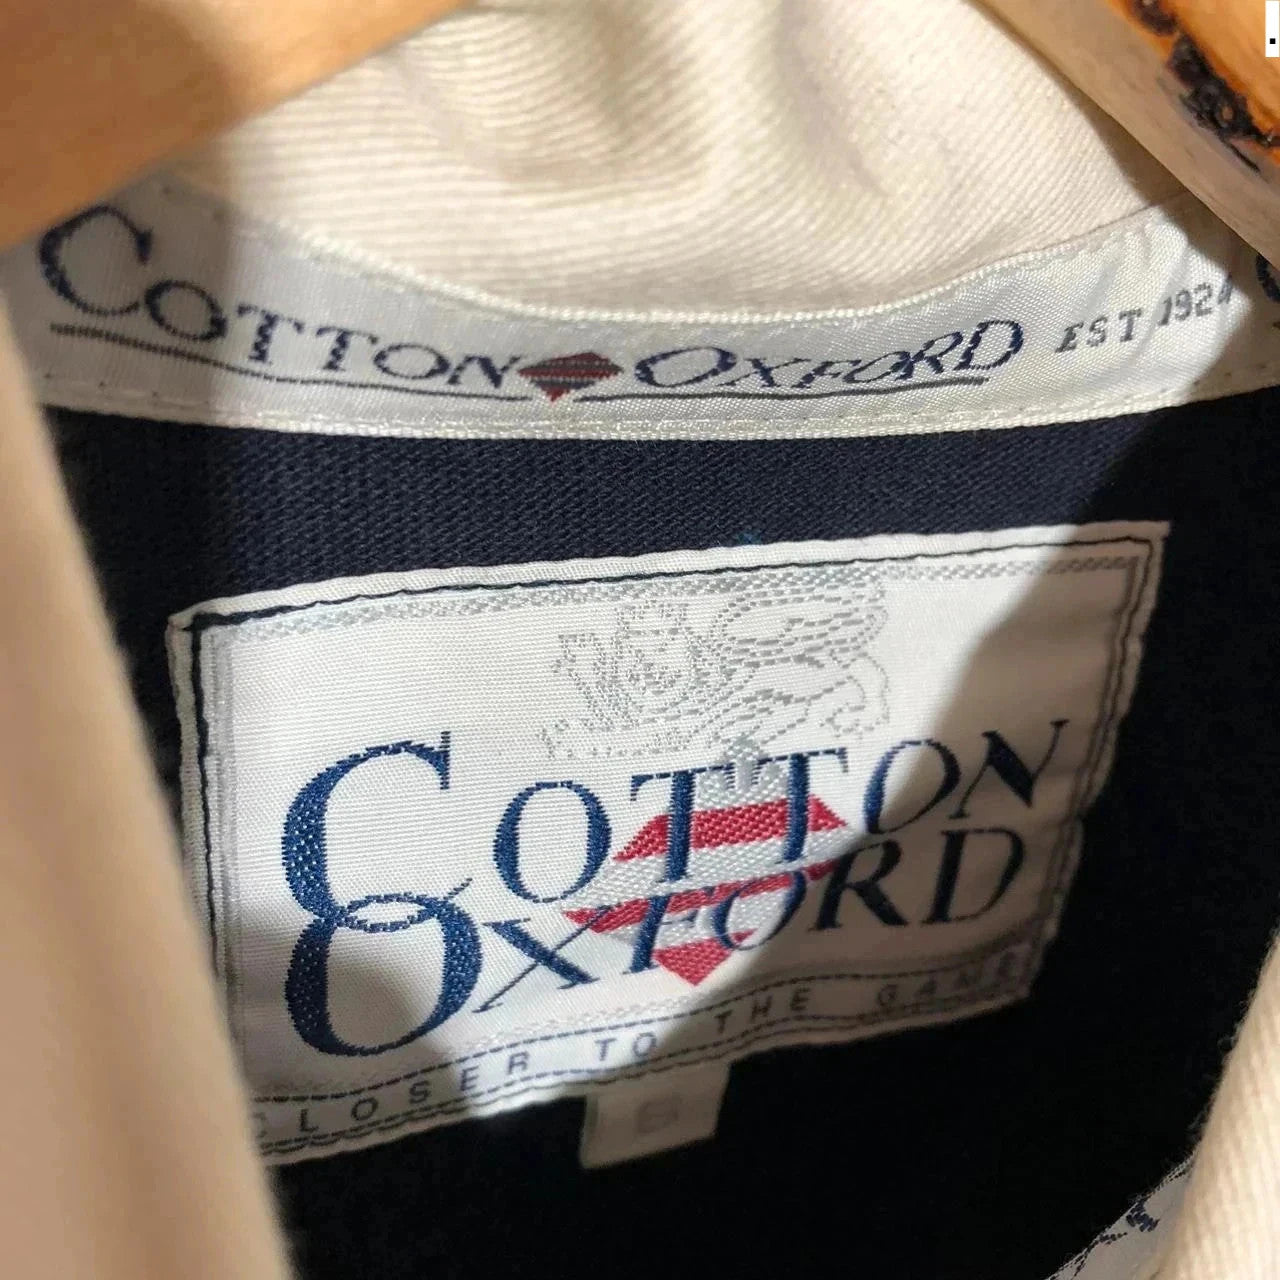 COTTON OXFORD EST 1924
COTTON
OXFORD
CLOSER TO THE GAME
S